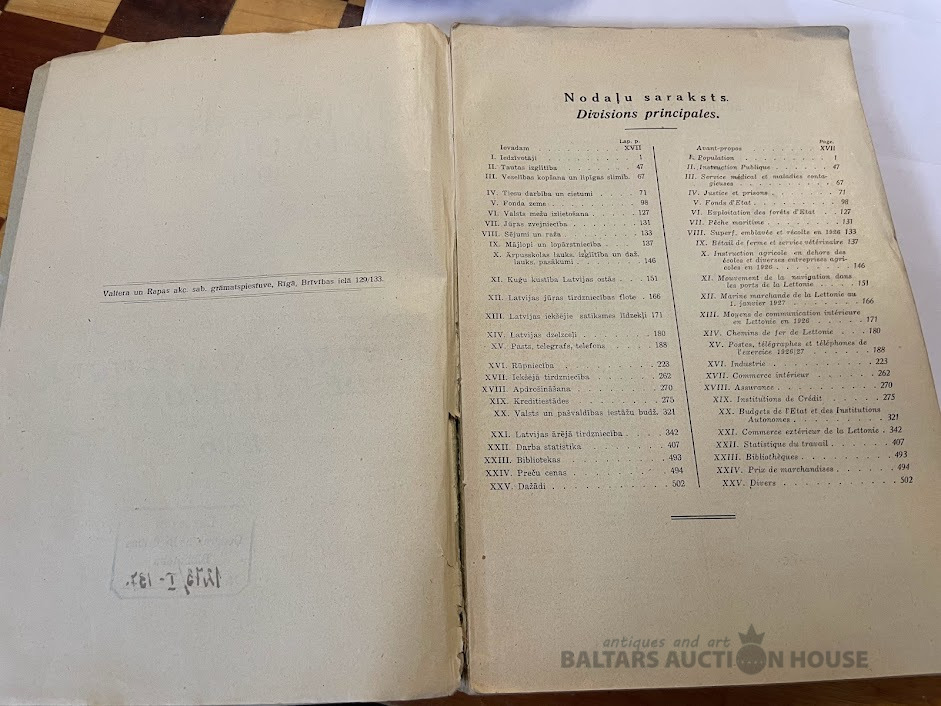 Valtera un Rapas akc. sab. grāmatspiestuve, Rīgā, Brīvības ielā 129/133.
Nodaļu saraksts.
Divisions principales.
Lap. p.
Ievadam . . . . . . . . . XVII
I. Iedzīvotāji . . . . . . . . . 1
II. Tautas izglītība . . . . . . . . 47
III. Veselības kopšana un lipīgas slimīb. 67
IV. Tiesu darbība un cietumi . . . . . 71
V. Fonda zeme . . . . . . . . . 98
VI. Valsts mežu izlietošana . . . . . 127
VII. Jūras zvejniecība . . . . . . . 131
VIII. Sējumi un raža . . . . . . . . 133
IX. Mājlopi un lopārstniecība . . . . 137
X. Ārpusskolas lauks. izglītība un daž.
lauks. pasākumi . . . . . . . 146
XI. Kuģu kustība Latvijas ostās . . . 151
XII. Latvijas jūras tirdzniecības flote . 166
XIII. Latvijas iekšējie satiksmes līdzekļi 171
XIV. Latvijas dzelzceļi . . . . . . . 180
XV. Pasts, telegrafs, telefons . . . . 188
XVI. Rūpniecība . . . . . . . . . 223
XVII. Iekšējā tirdzniecība . . . . . . 262
XVIII. Apdrošināšana . . . . . . . . 270
XIX. Kreditiestādes . . . . . . . . 275
XX. Valsts un pašvaldības iestāžu budž. 321
XXI. Latvijas ārējā tirdzniecība . . . . 342
XXII. Darba statistika . . . . . . . 407
XXIII. Bibliotekas . . . . . . . . . 493
XXIV. Preču cenas . . . . . . . . . 494
XXV. Dažādi . . . . . . . . . . . 502
Page.
Avant-propos . . . . . . . . XVII
I. Population . . . . . . . . . 1
II. Instruction Publique . . . . . . 47
III. Service médical et maladies conta-
gieuses . . . . . . . . . . 67
IV. Justice et prisons . . . . . . . 71
V. Fonds d'Etat . . . . . . . . . 98
VI. Exploitation des forêts d'Etat . . 127
VII. Pêche maritime . . . . . . . . 131
VIII. Superf. emblavée et récolte en 1926 133
IX. Bétail de ferme et service vétérinaire 137
X. Instruction agricole en dehors des
écoles et diverses entreprises agri-
coles en 1926 . . . . . . . . 146
XI. Mouvement de la navigation dans
les ports de la Lettonie . . . . 151
XII. Marine marchande de la Lettonie au
1. janvier 1927 . . . . . . . 166
XIII. Moyens de communication intérieure
en Lettonie en 1926 . . . . . 171
XIV. Chemins de fer de Lettonie . . . 180
XV. Postes, télégraphes et téléphones de
l'exercice 1926/27 . . . . . . 188
XVI. Industrie . . . . . . . . . . 223
XVII. Commerce intérieur . . . . . . 262
XVIII. Assurance . . . . . . . . . . 270
XIX. Institutions de Crédit . . . . . 275
XX. Budgets de l'Etat et des Institutions
Autonomes . . . . . . . . . 321
XXI. Commerce extérieur de la Lettonie . 342
XXII. Statistique du travail . . . . . . 407
XXIII. Bibliothèques . . . . . . . . 493
XXIV. Prix de marchandises . . . . . 494
XXV. Divers . . . . . . . . . . . 502
antiques and art
BALTARS AUCTION HOUSE